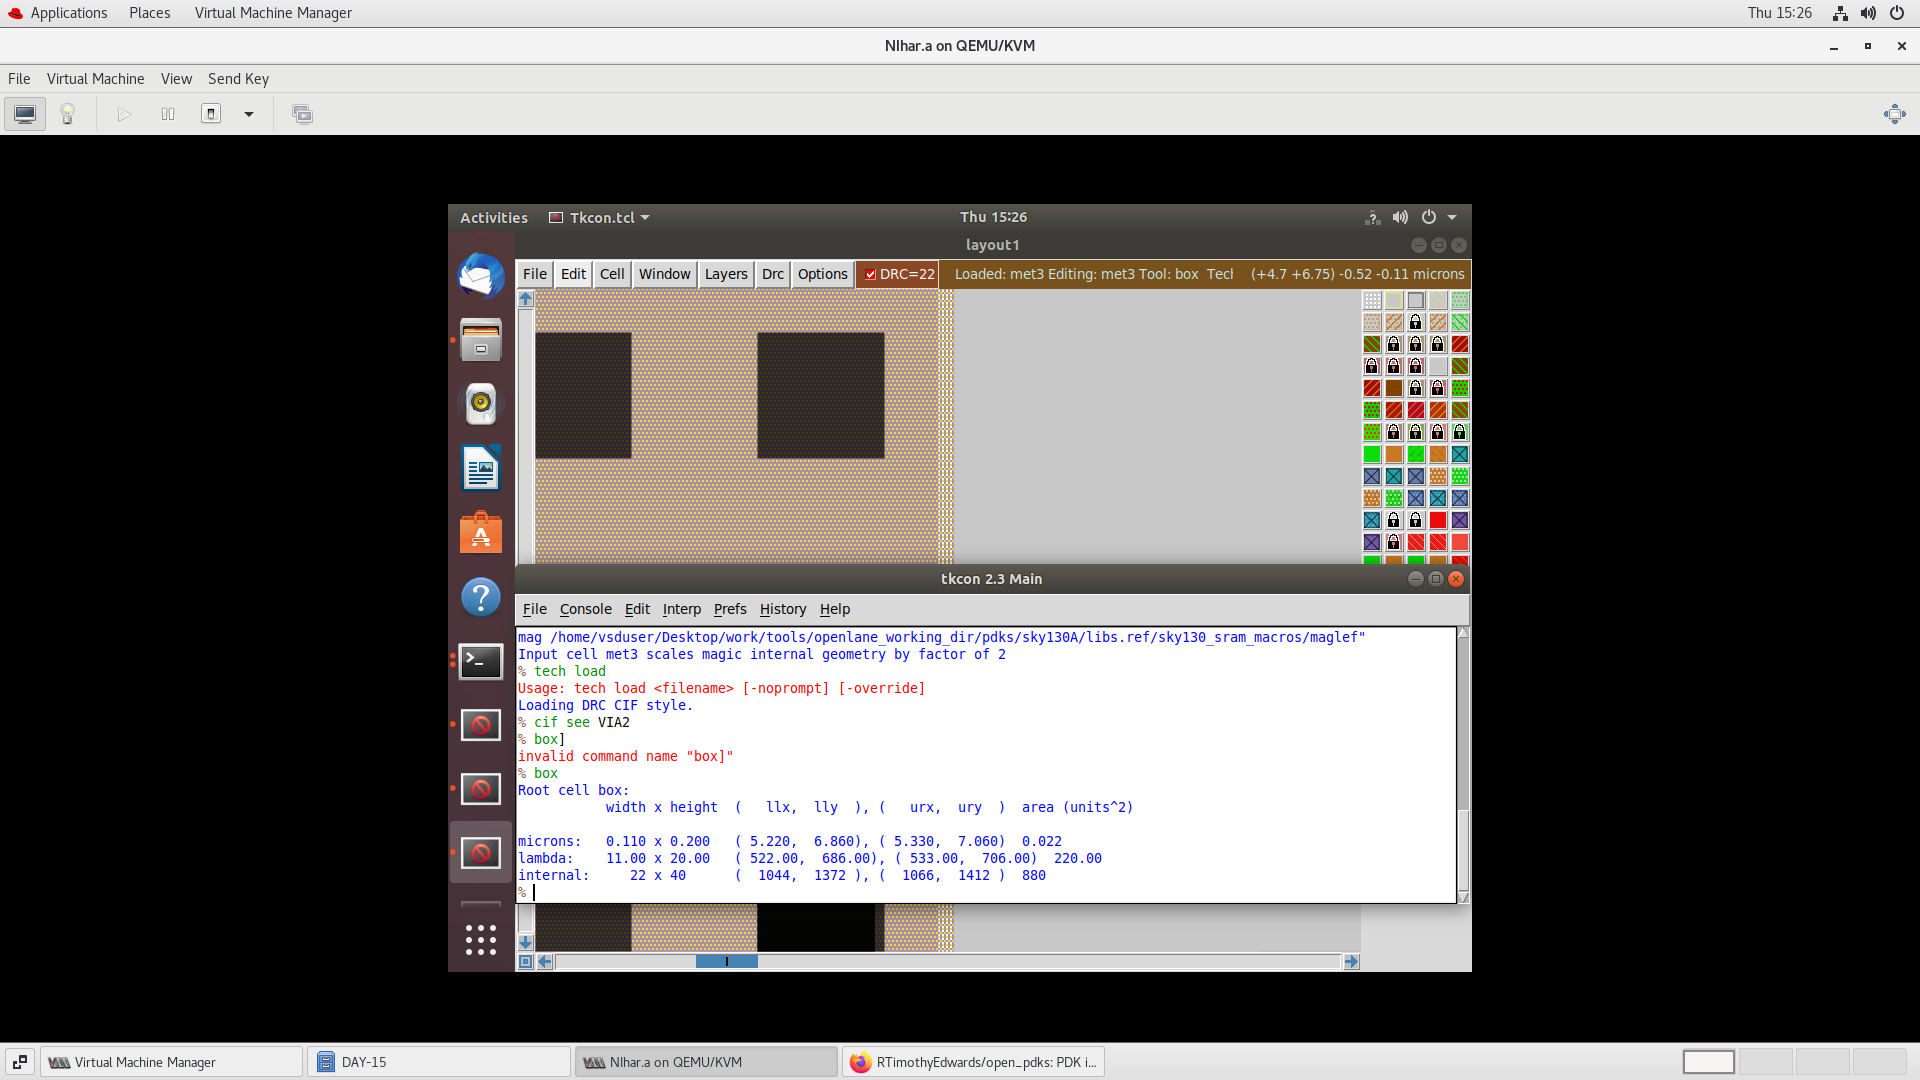 Applications Places Virtual Machine Manager Thu 15:26
NIhar.a on QEMU/KVM
File Virtual Machine View Send Key
Activities Tkcon.tcl Thu 15:26
layout1
File Edit Cell Window Layers Drc Options DRC=22 Loaded: met3 Editing: met3 Tool: box Tech (+4.7 +6.75) -0.52 -0.11 microns
tkcon 2.3 Main
File Console Edit Interp Prefs History Help
mag /home/vsduser/Desktop/work/tools/openlane_working_dir/pdks/sky130A/libs.ref/sky130_sram_macros/maglef"
Input cell met3 scales magic internal geometry by factor of 2
% tech load
Usage: tech load <filename> [-noprompt] [-override]
Loading DRC CIF style.
% cif see VIA2
% box]
invalid command name "box]"
% box
Root cell box:
width x height ( llx, lly ), ( urx, ury ) area (units^2)
microns: 0.110 x 0.200 ( 5.220, 6.860), ( 5.330, 7.060) 0.022
lambda: 11.00 x 20.00 ( 522.00, 686.00), ( 533.00, 706.00) 220.00
internal: 22 x 40 ( 1044, 1372 ), ( 1066, 1412 ) 880
%
Virtual Machine Manager DAY-15 NIhar.a on QEMU/KVM RTimothyEdwards/open_pdks: PDK i...